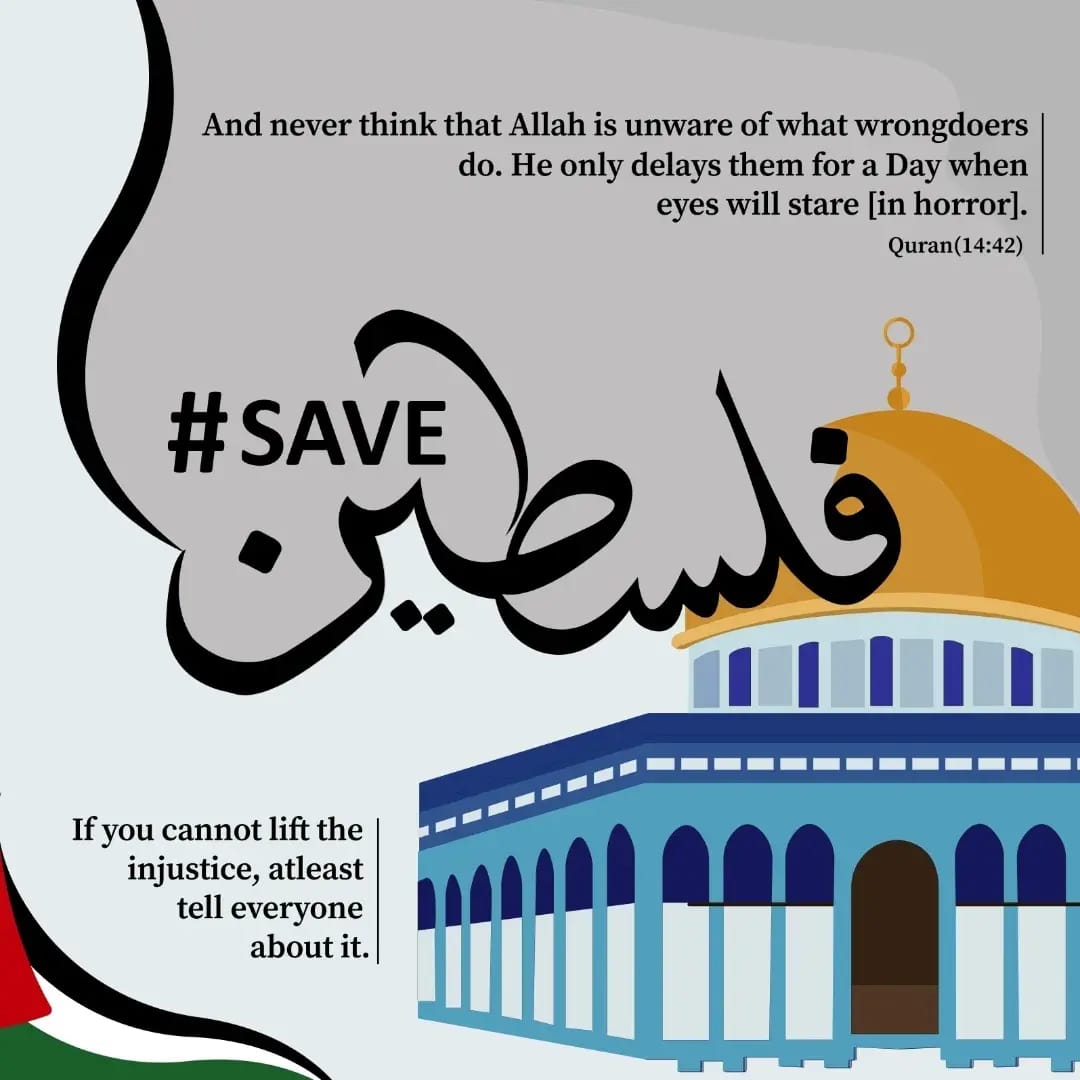 And never think that Allah is unware of what wrongdoers
do. He only delays them for a Day when
eyes will stare [in horror].
Quran(14:42)
#SAVE
فلسطين
If you cannot lift the
injustice, atleast
tell everyone
about it.